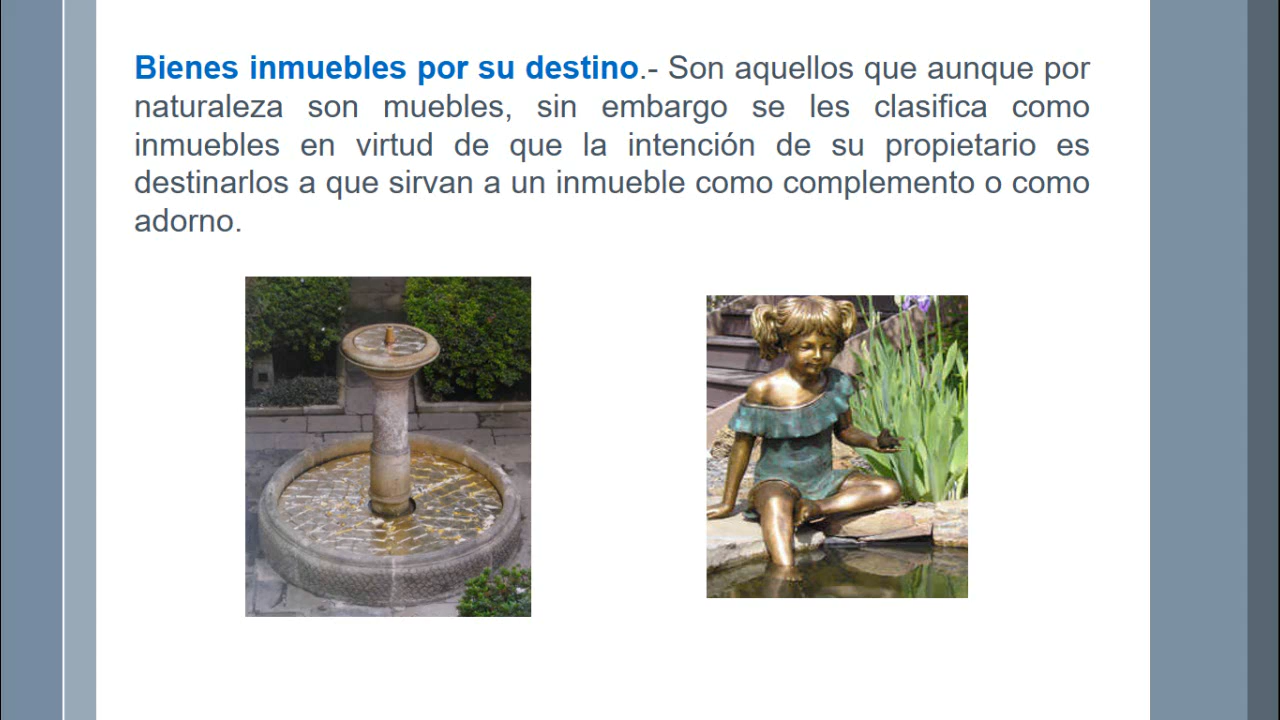 Bienes inmuebles por su destino.- Son aquellos que aunque por
naturaleza son muebles, sin embargo se les clasifica como
inmuebles en virtud de que la intención de su propietario es
destinarlos a que sirvan a un inmueble como complemento o como
adorno.